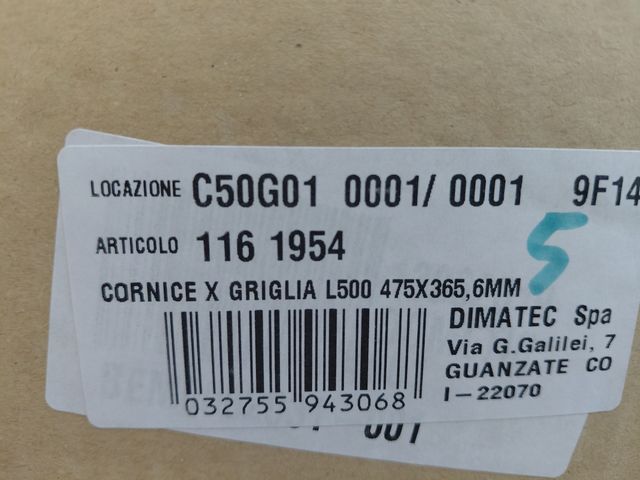 LOCAZIONE C50G01 0001/ 0001 9F14
ARTICOLO 116 1954
5
CORNICE X GRIGLIA L500 475X365,6MM
DIMATEC Spa
Via G.Galilei, 7
GUANZATE CO
I-22070
032755 943068
001